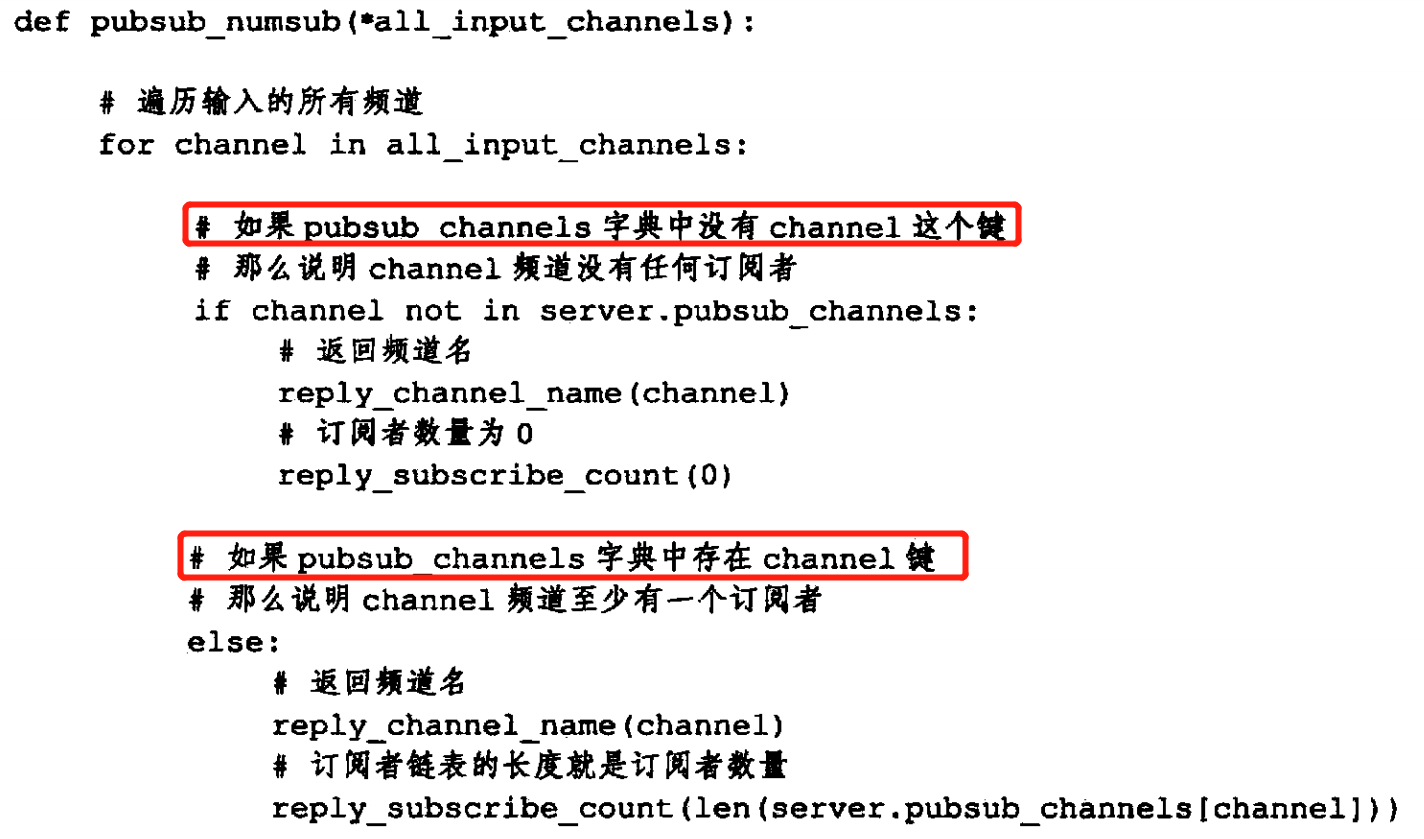 def pubsub_numsub(*all_input_channels):
# 遍历输入的所有频道
for channel in all_input_channels:
# 如果 pubsub_channels 字典中没有 channel 这个键
# 那么说明 channel 频道没有任何订阅者
if channel not in server.pubsub_channels:
# 返回频道名
reply_channel_name(channel)
# 订阅者数量为 0
reply_subscribe_count(0)
# 如果 pubsub_channels 字典中存在 channel 键
# 那么说明 channel 频道至少有一个订阅者
else:
# 返回频道名
reply_channel_name(channel)
# 订阅者链表的长度就是订阅者数量
reply_subscribe_count(len(server.pubsub_channels[channel]))